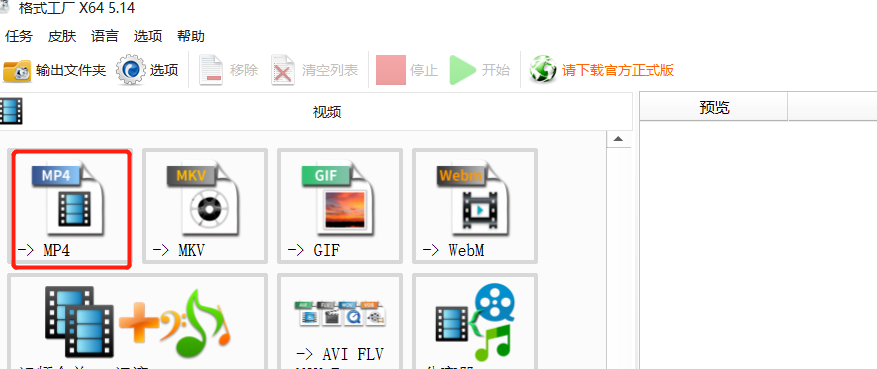 格式工厂 X64 5.14
任务 皮肤 语言 选项 帮助
输出文件夹 选项 移除 清空列表 停止 开始 请下载官方正式版
视频 预览
MP4 MKV GIF Webm
-> MP4 -> MKV -> GIF -> WebM
-> AVI FLV